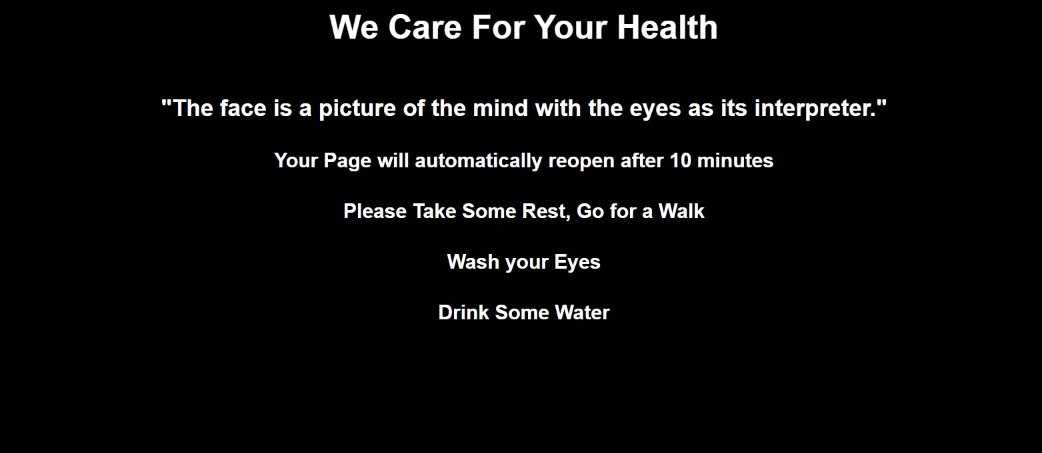 We Care For Your Health
"The face is a picture of the mind with the eyes as its interpreter."
Your Page will automatically reopen after 10 minutes
Please Take Some Rest, Go for a Walk
Wash your Eyes
Drink Some Water